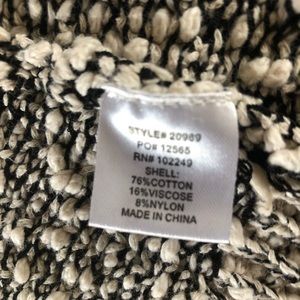 STYLE# 20989
PO# 12565
RN# 102249
SHELL:
76%COTTON
16%VISCOSE
8%NYLON
MADE IN CHINA